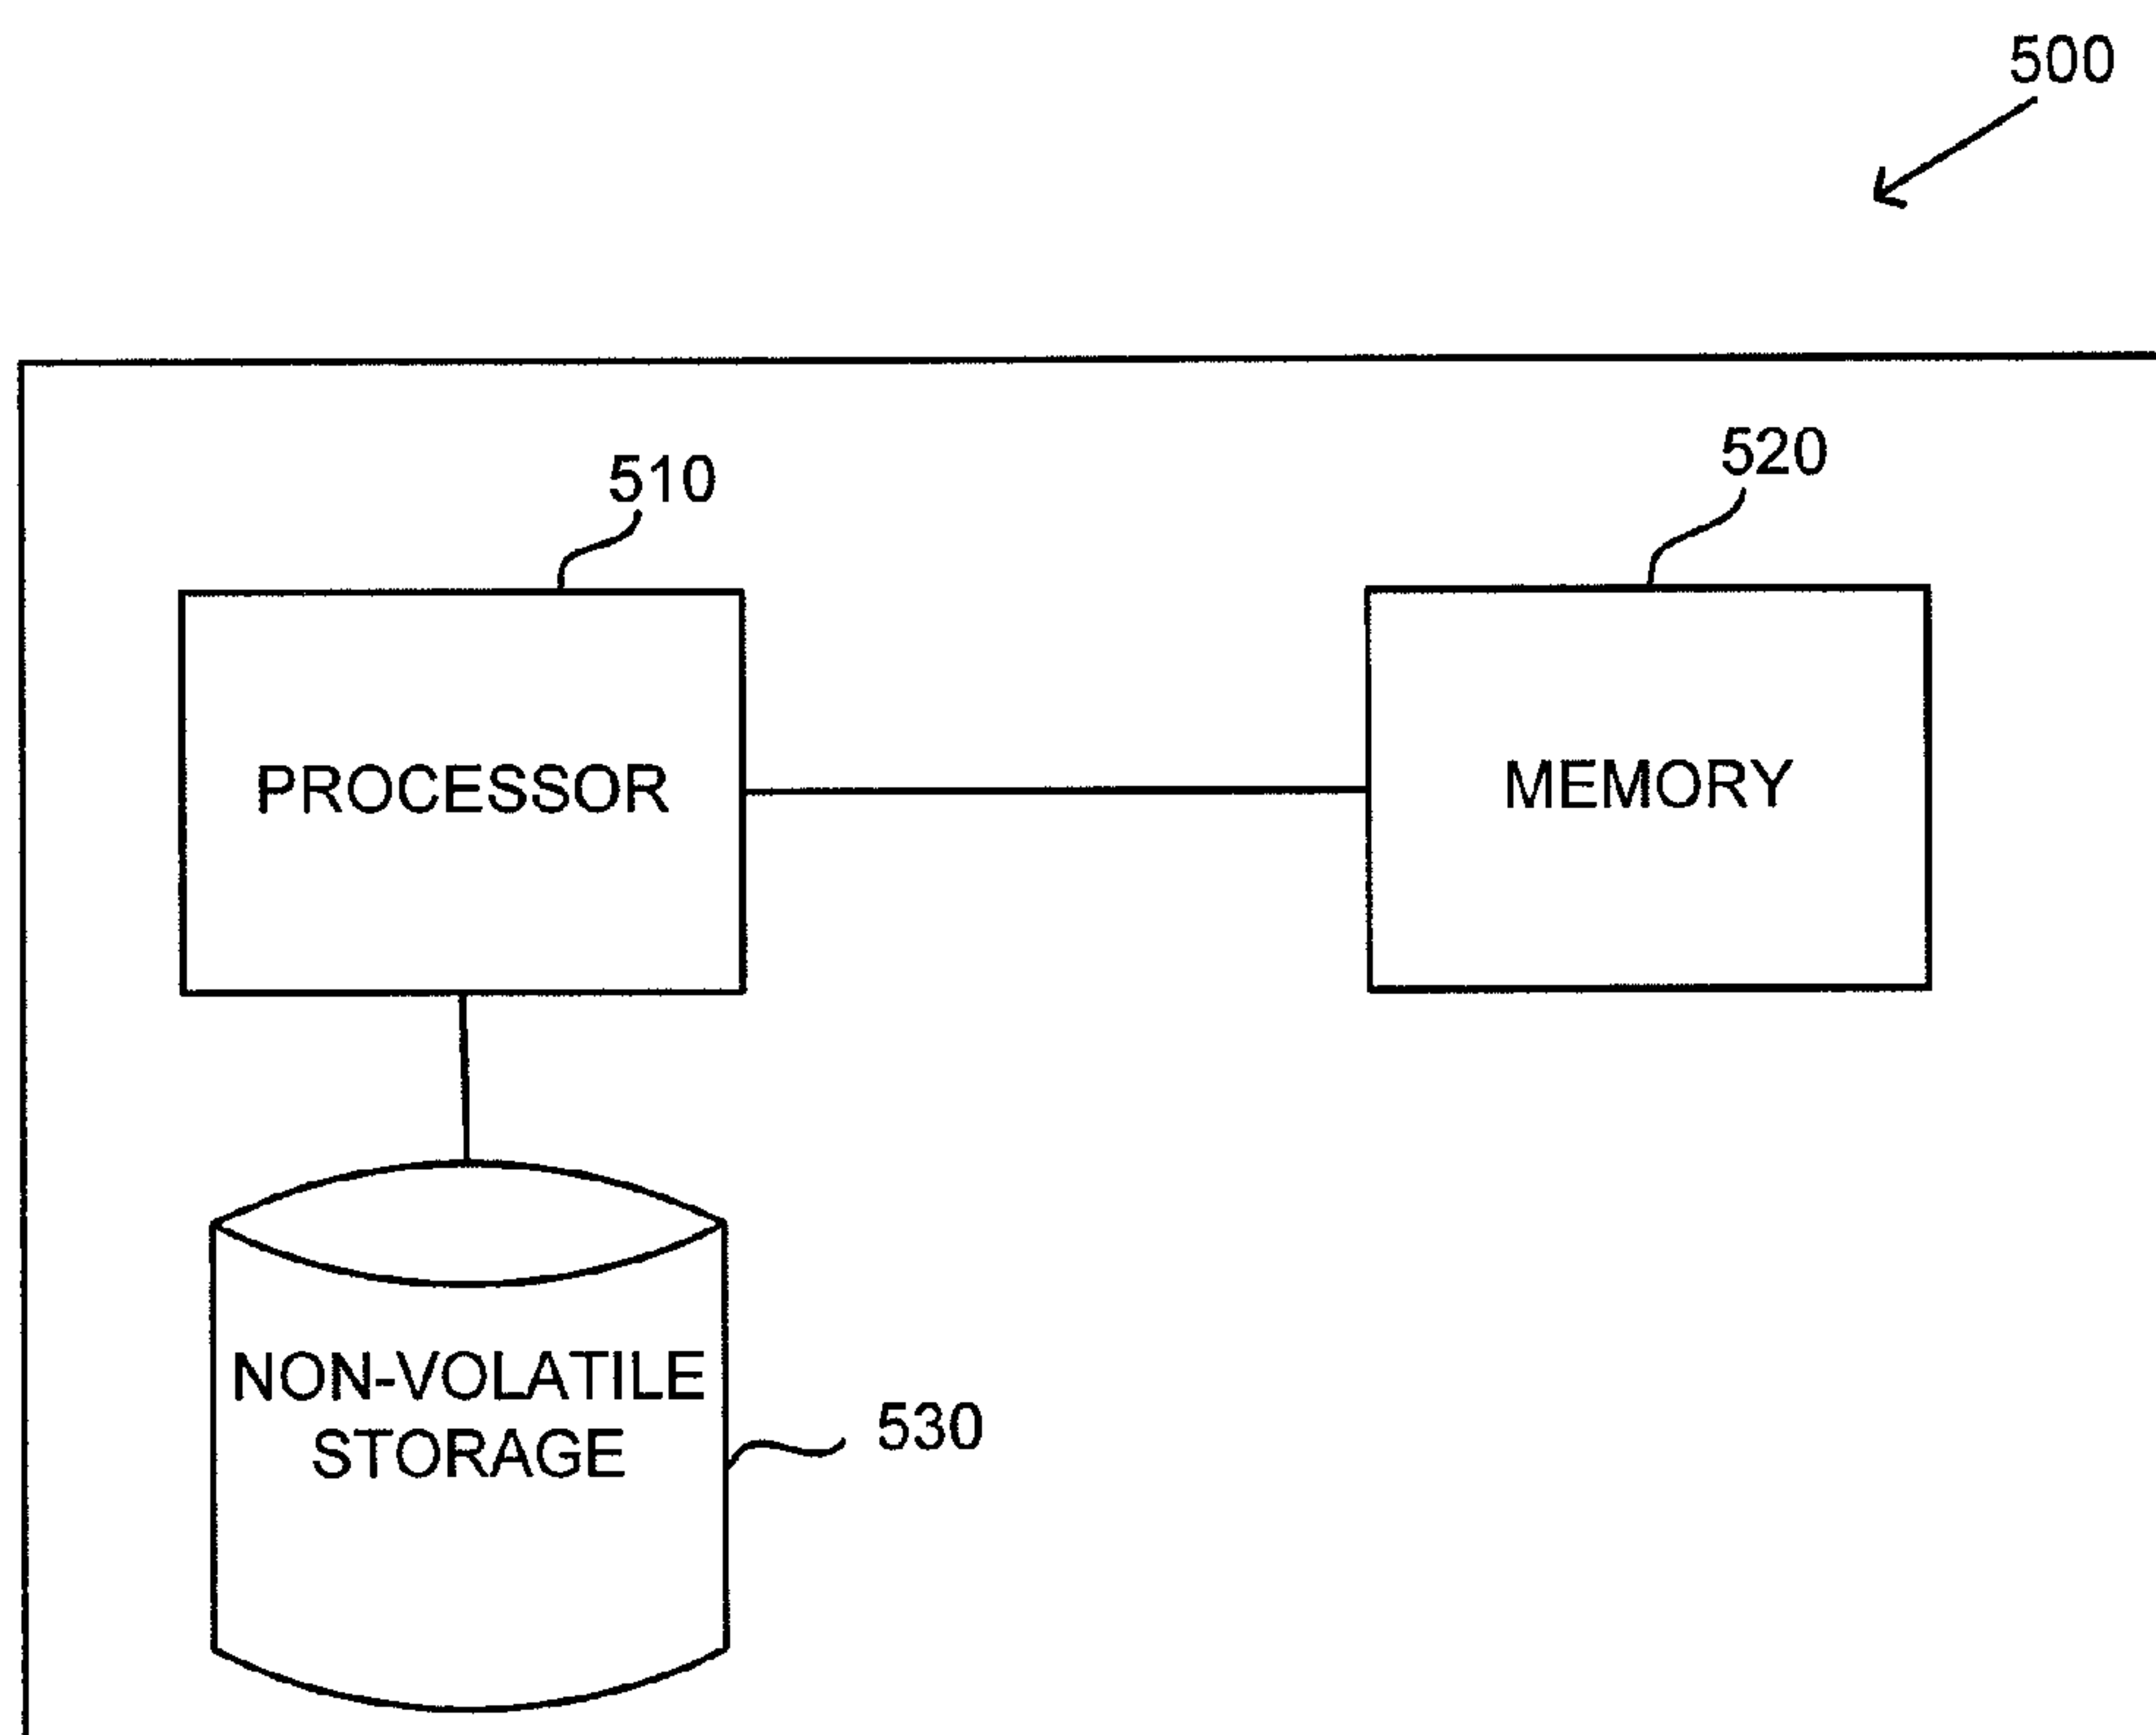 500
510
520
PROCESSOR
MEMORY
NON-VOLATILE
STORAGE
530